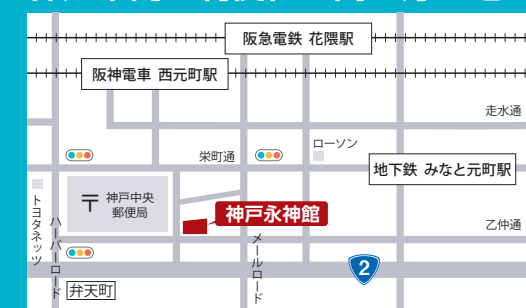 阪急電鉄 花隈駅
阪神電車 西元町駅
走水通
栄町通
ローソン
地下鉄 みなと元町駅
トヨタネッツ
ハーバーロード
〒 神戸中央
郵便局
神戸永神館
乙仲通
メールロード
2
弁天町